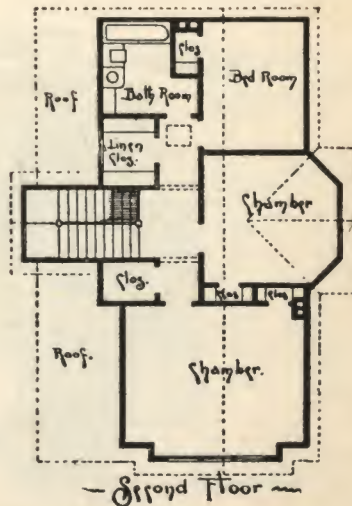 Clos
Bed Room
Roof
Bath Room
Linen
Clos.
Chamber
Clos.
Clos
Clos
Roof.
Chamber.
Second Floor